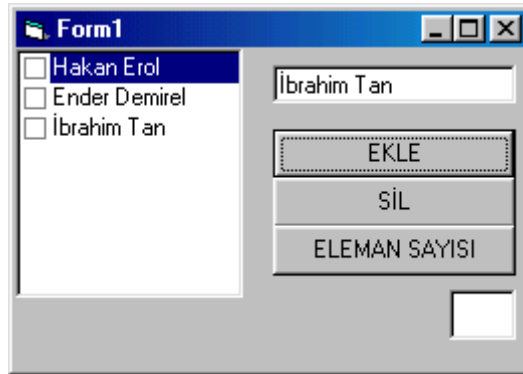 Form1
Hakan Erol
Ender Demirel
İbrahim Tan
İbrahim Tan
EKLE
SİL
ELEMAN SAYISI